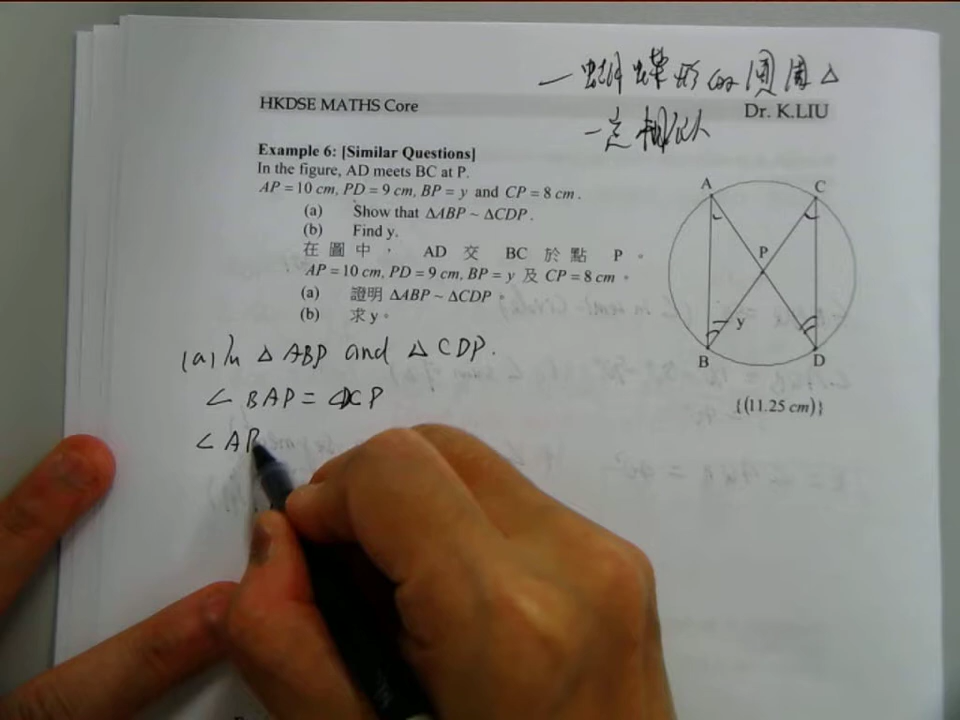 一蝴蝶形的圓周△
一定相似
HKDSE MATHS Core
Dr. K.LIU
Example 6: [Similar Questions]
In the figure, AD meets BC at P.
AP = 10 cm, PD = 9 cm, BP = y and CP = 8 cm.
(a) Show that ΔABP ~ ΔCDP.
(b) Find y.
在圖中， AD 交 BC 於點 P。
AP = 10 cm, PD = 9 cm, BP = y 及 CP = 8 cm。
(a) 證明 ΔABP ~ ΔCDP。
(b) 求 y。
A C
P
y
B D
{(11.25 cm)}
(a) In △ ABP and △ CDP.
∠ BAP = ∠DCP
∠ AB